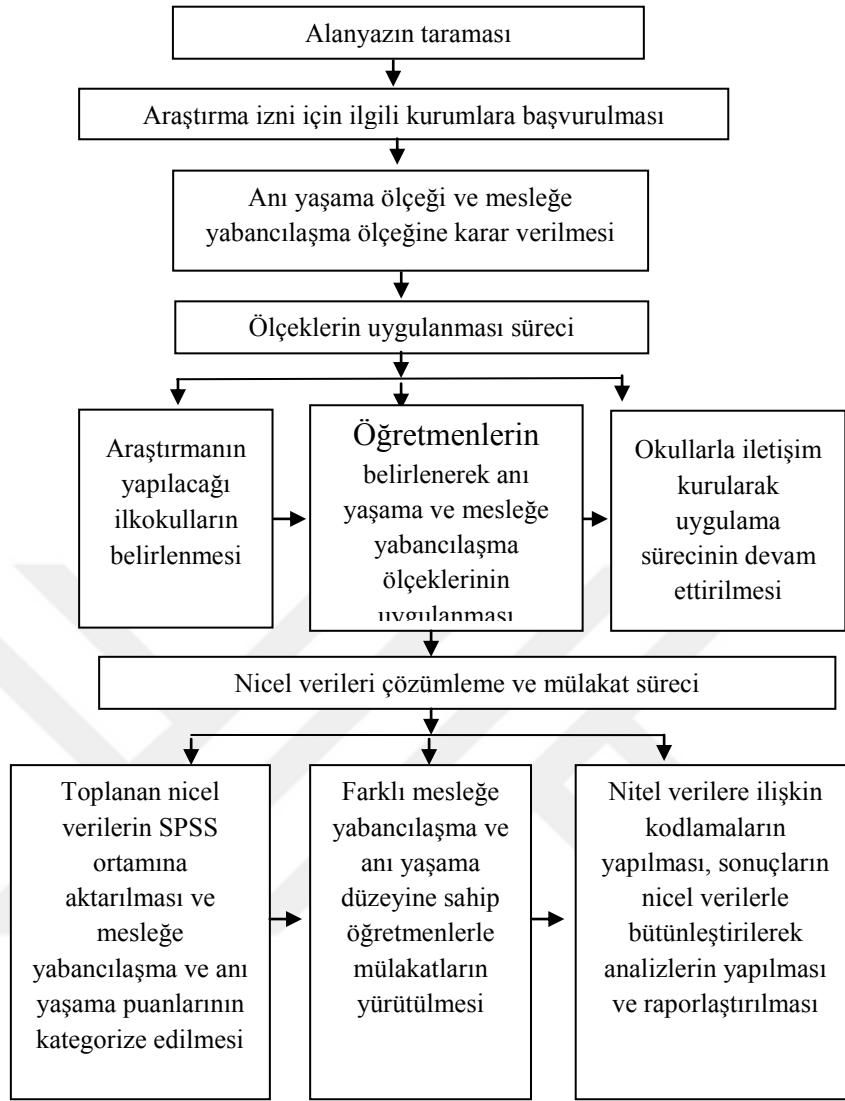 Alanyazın taraması
Araştırma izni için ilgili kurumlara başvurulması
Anı yaşama ölçeği ve mesleğe
yabancılaşma ölçeğine karar verilmesi
Ölçeklerin uygulanması süreci
Araştırmanın
yapılacağı
ilkokulların
belirlenmesi
Öğretmenlerin
belirlenerek anı
yaşama ve mesleğe
yabancılaşma
ölçeklerinin
uygulanması
Okullarla iletişim
kurularak
uygulama
sürecinin devam
ettirilmesi
Nicel verileri çözümleme ve mülakat süreci
Toplanan nicel
verilerin SPSS
ortamına
aktarılması ve
mesleğe
yabancılaşma ve anı
yaşama puanlarının
kategorize edilmesi
Farklı mesleğe
yabancılaşma ve
anı yaşama
düzeyine sahip
öğretmenlerle
mülakatların
yürütülmesi
Nitel verilere ilişkin
kodlamaların
yapılması, sonuçların
nicel verilerle
bütünleştirilerek
analizlerin yapılması
ve raporlaştırılması